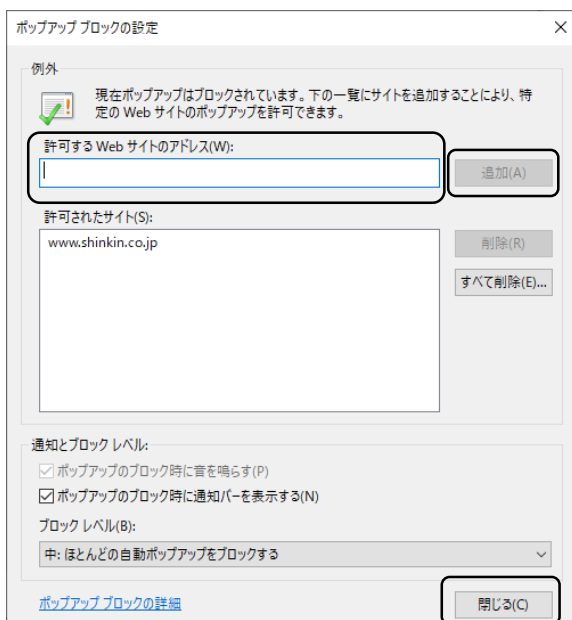 ポップアップ ブロックの設定
例外
現在ポップアップはブロックされています。下の一覧にサイトを追加することにより、特
定の Web サイトのポップアップを許可できます。
許可する Web サイトのアドレス(W):
追加(A)
許可されたサイト(S):
www.shinkin.co.jp
削除(R)
すべて削除(E)...
通知とブロック レベル:
ポップアップのブロック時に音を鳴らす(P)
ポップアップのブロック時に通知バーを表示する(N)
ブロック レベル(B):
中: ほとんどの自動ポップアップをブロックする
ポップアップ ブロックの詳細
閉じる(C)